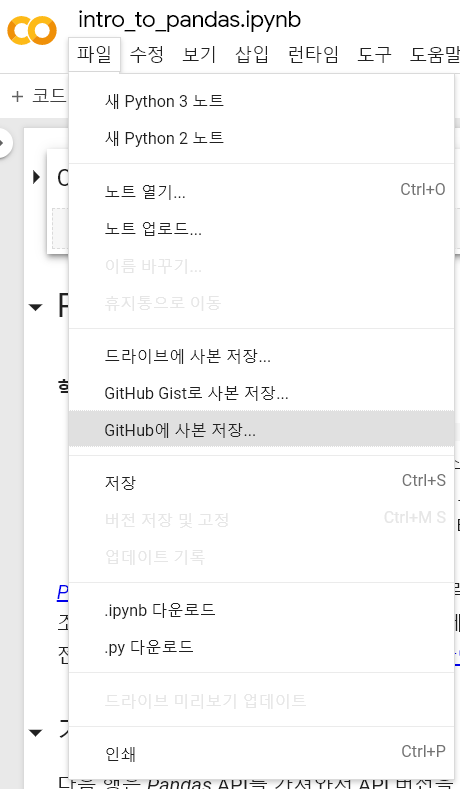 intro_to_pandas.ipynb
파일 수정 보기 삽입 런타임 도구 도움말
+ 코드
새 Python 3 노트
새 Python 2 노트
노트 열기... Ctrl+O
노트 업로드...
이름 바꾸기...
휴지통으로 이동
드라이브에 사본 저장...
GitHub Gist로 사본 저장...
GitHub에 사본 저장...
저장 Ctrl+S
버전 저장 및 고정 Ctrl+M S
업데이트 기록
.ipynb 다운로드
.py 다운로드
드라이브 미리보기 업데이트
인쇄 Ctrl+P
다음 행은 Pandas API를 가져와서 API 버전을